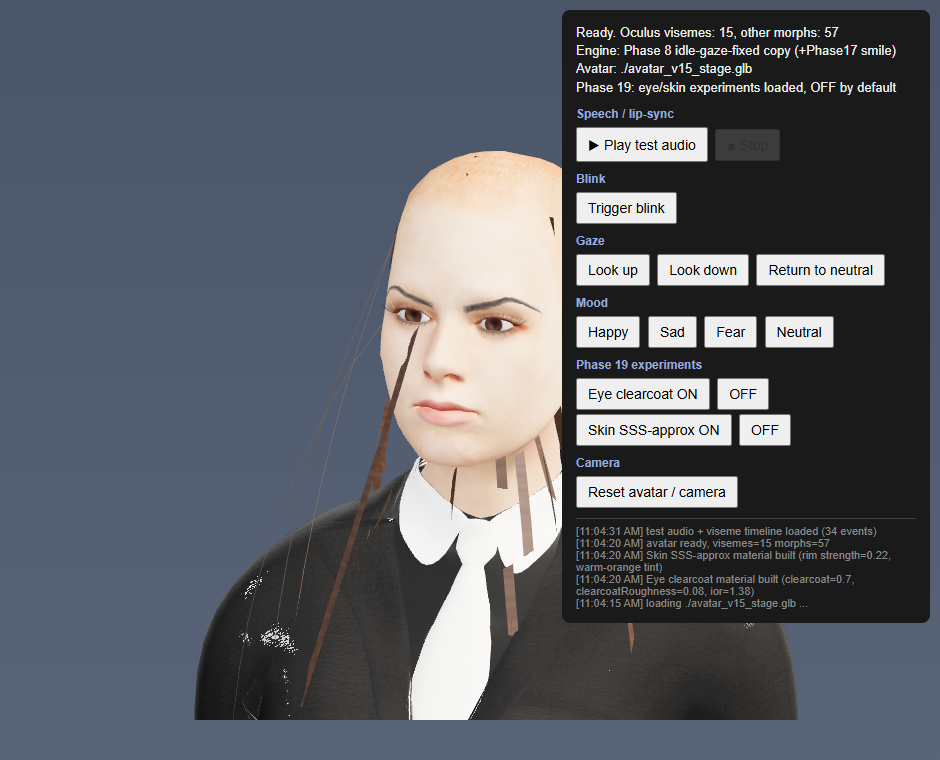 Ready. Oculus visemes: 15, other morphs: 57
Engine: Phase 8 idle-gaze-fixed copy (+Phase17 smile)
Avatar: ./avatar_v15_stage.glb
Phase 19: eye/skin experiments loaded, OFF by default
Speech / lip-sync
▶ Play test audio ■ Stop
Blink
Trigger blink
Gaze
Look up Look down Return to neutral
Mood
Happy Sad Fear Neutral
Phase 19 experiments
Eye clearcoat ON OFF
Skin SSS-approx ON OFF
Camera
Reset avatar / camera
[11:04:31 AM] test audio + viseme timeline loaded (34 events)
[11:04:20 AM] avatar ready, visemes=15 morphs=57
[11:04:20 AM] Skin SSS-approx material built (rim strength=0.22,
warm-orange tint)
[11:04:20 AM] Eye clearcoat material built (clearcoat=0.7,
clearcoatRoughness=0.08, ior=1.38)
[11:04:15 AM] loading ./avatar_v15_stage.glb ...